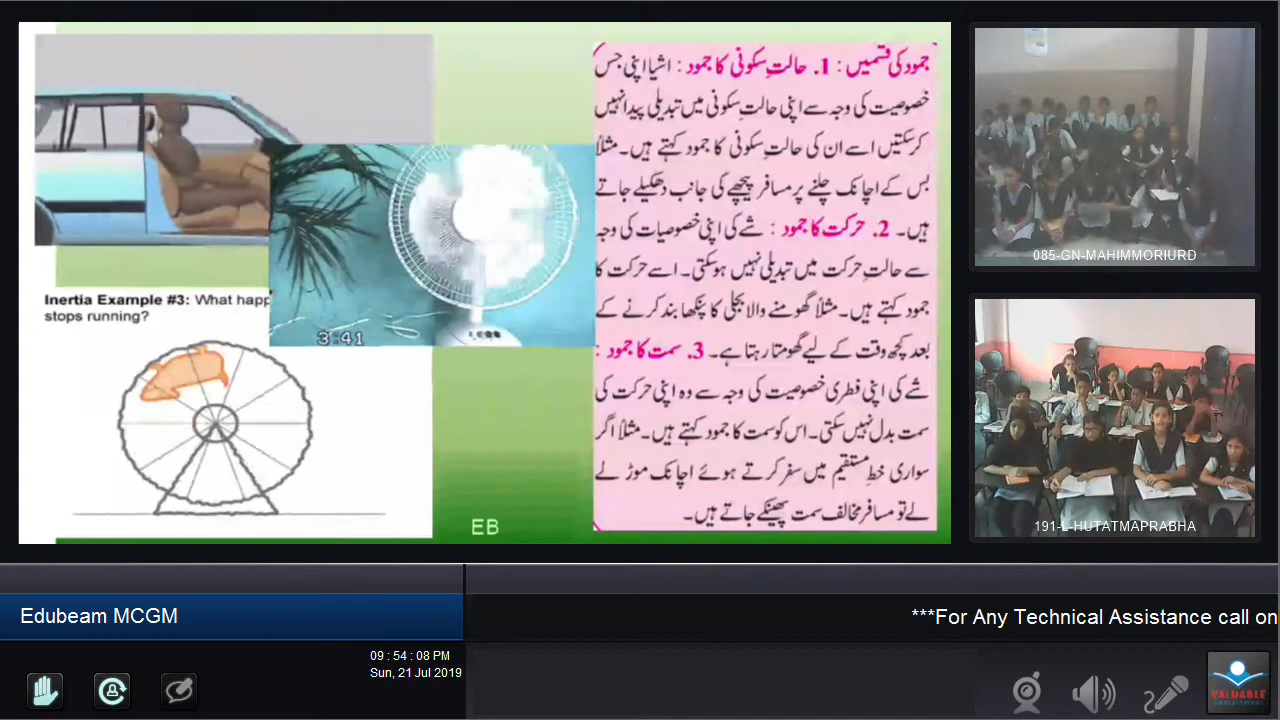 جمود کی قسمیں : 1. حالتِ سکونی کا جمود : اشیا اپنی جس
خصوصیت کی وجہ سے اپنی حالتِ سکونی میں تبدیلی پیدا نہیں
کرسکتیں اسے ان کی حالتِ سکونی کا جمود کہتے ہیں۔ مثلاً
بس کے اچانک چلنے پر مسافر پیچھے کی جانب دھکیلے جاتے
ہیں۔ 2. حرکت کا جمود : شے کی اپنی خصوصیات کی وجہ
سے حالتِ حرکت میں تبدیلی نہیں ہوسکتی۔ اسے حرکت کا
جمود کہتے ہیں۔ مثلاً گھومنے والا بجلی کا پنکھا بند کرنے کے
بعد کچھ وقت کے لیے گھومتا رہتا ہے۔ 3. سمت کا جمود :
شے کی اپنی فطری خصوصیت کی وجہ سے وہ اپنی حرکت کی
سمت بدل نہیں سکتی۔ اس کو سمت کا جمود کہتے ہیں۔ مثلاً اگر
سواری خطِ مستقیم میں سفر کرتے ہوئے اچانک موڑ لے
لے تو مسافر مخالف سمت پھینکے جاتے ہیں۔
Inertia Example #3: What happ
stops running?
3:41
EB
085-GN-MAHIMMORIURD
191-L-HUTATMAPRABHA
Edubeam MCGM
***For Any Technical Assistance call on
09 : 54 : 08 PM
Sun, 21 Jul 2019
VALUABLE